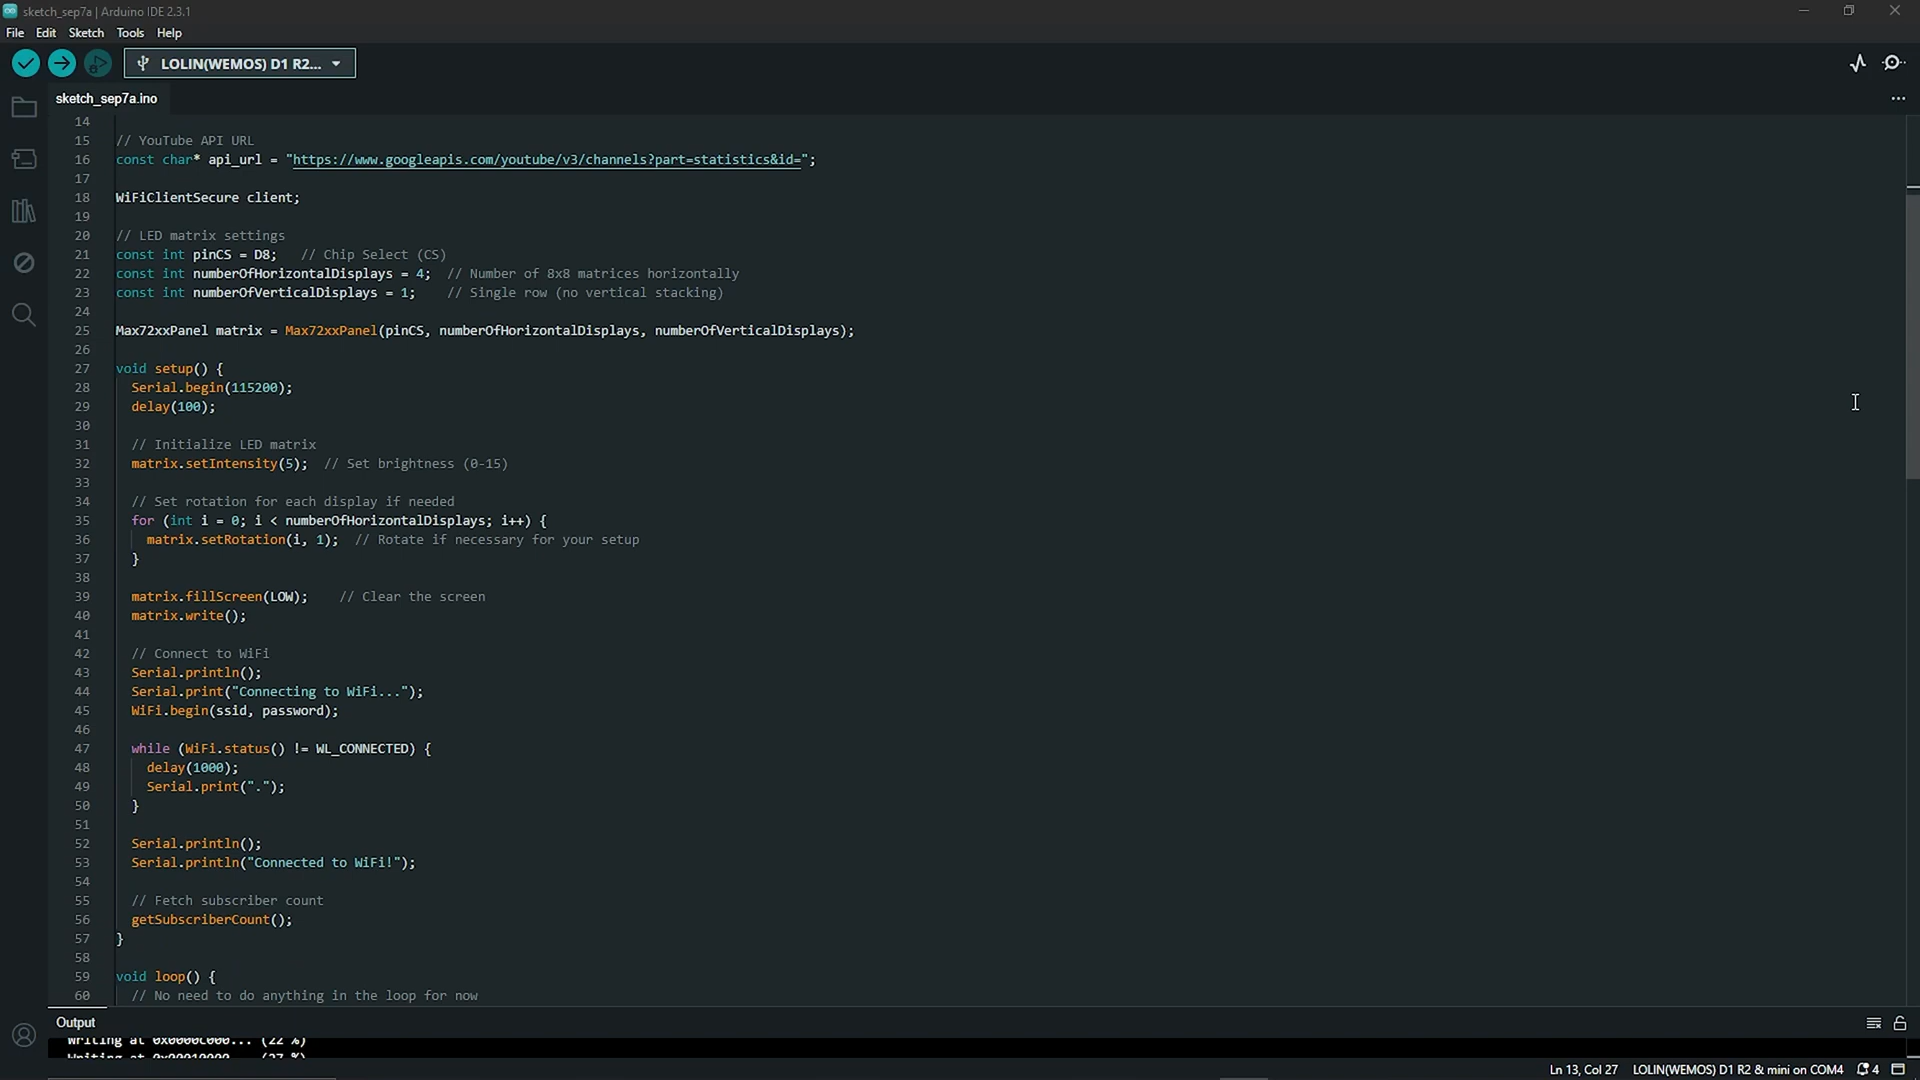 sketch_sep7a | Arduino IDE 2.3.1
File Edit Sketch Tools Help
LOLIN(WEMOS) D1 R2...
sketch_sep7a.ino
14
15 // YouTube API URL
16 const char* api_url = "https://www.googleapis.com/youtube/v3/channels?part=statistics&id=";
17
18 WiFiClientSecure client;
19
20 // LED matrix settings
21 const int pinCS = D8; // Chip Select (CS)
22 const int numberOfHorizontalDisplays = 4; // Number of 8x8 matrices horizontally
23 const int numberOfVerticalDisplays = 1; // Single row (no vertical stacking)
24
25 Max72xxPanel matrix = Max72xxPanel(pinCS, numberOfHorizontalDisplays, numberOfVerticalDisplays);
26
27 void setup() {
28 Serial.begin(115200);
29 delay(100);
30
31 // Initialize LED matrix
32 matrix.setIntensity(5); // Set brightness (0-15)
33
34 // Set rotation for each display if needed
35 for (int i = 0; i < numberOfHorizontalDisplays; i++) {
36 matrix.setRotation(i, 1); // Rotate if necessary for your setup
37 }
38
39 matrix.fillScreen(LOW); // Clear the screen
40 matrix.write();
41
42 // Connect to WiFi
43 Serial.println();
44 Serial.print("Connecting to WiFi...");
45 WiFi.begin(ssid, password);
46
47 while (WiFi.status() != WL_CONNECTED) {
48 delay(1000);
49 Serial.print(".");
50 }
51
52 Serial.println();
53 Serial.println("Connected to WiFi!");
54
55 // Fetch subscriber count
56 getSubscriberCount();
57 }
58
59 void loop() {
60 // No need to do anything in the loop for now
Output
Writing at 0x0000c000... (22 %)
Writing at 0x00010000... (27 %)
Ln 13, Col 27 LOLIN(WEMOS) D1 R2 & mini on COM4 4